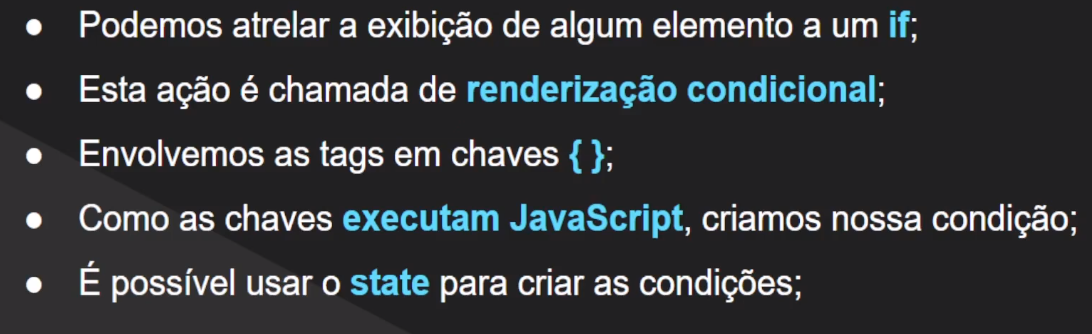 ● Podemos atrelar a exibição de algum elemento a um if;
● Esta ação é chamada de renderização condicional;
● Envolvemos as tags em chaves { };
● Como as chaves executam JavaScript, criamos nossa condição;
● É possível usar o state para criar as condições;